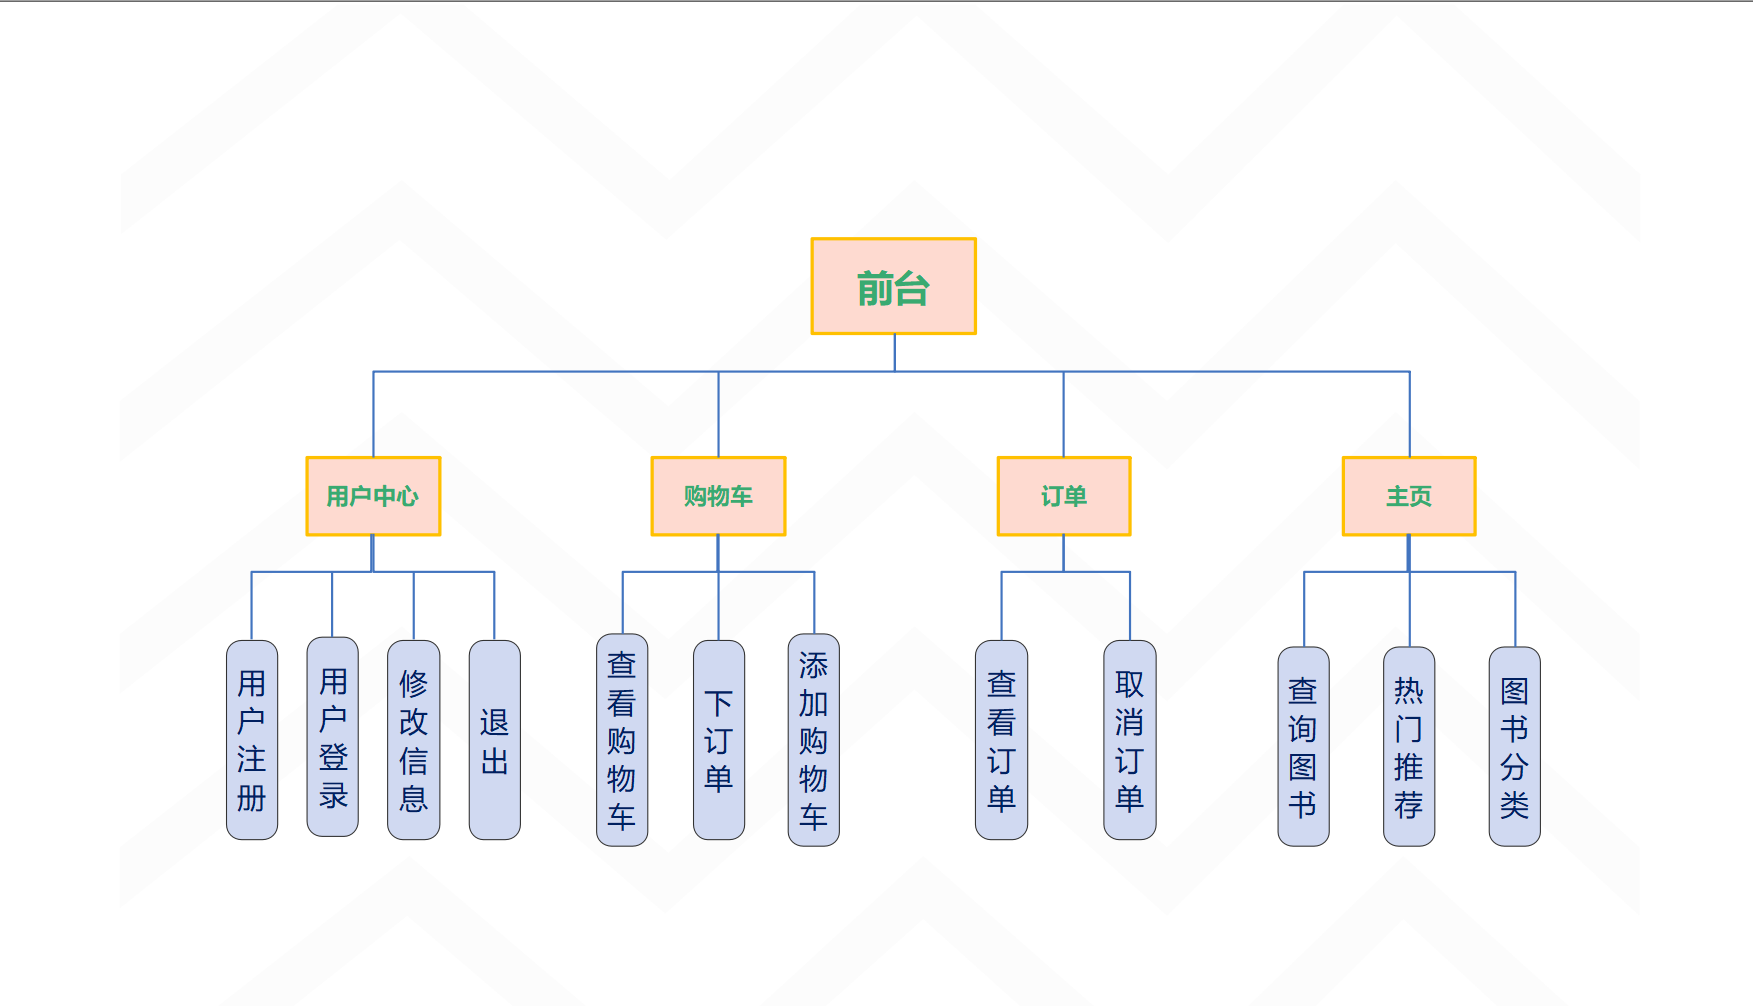 前台
用户中心
购物车
订单
主页
用户注册
用户登录
修改信息
退出
查看购物车
下订单
添加购物车
查看订单
取消订单
查询图书
热门推荐
图书分类